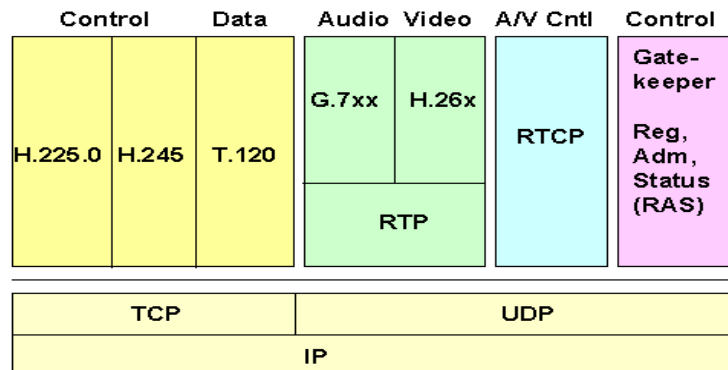 Control Data Audio Video A/V Cntl Control
H.225.0 H.245 T.120
G.7xx H.26x
RTP
RTCP
Gate-
keeper
Reg,
Adm,
Status
(RAS)
TCP UDP
IP